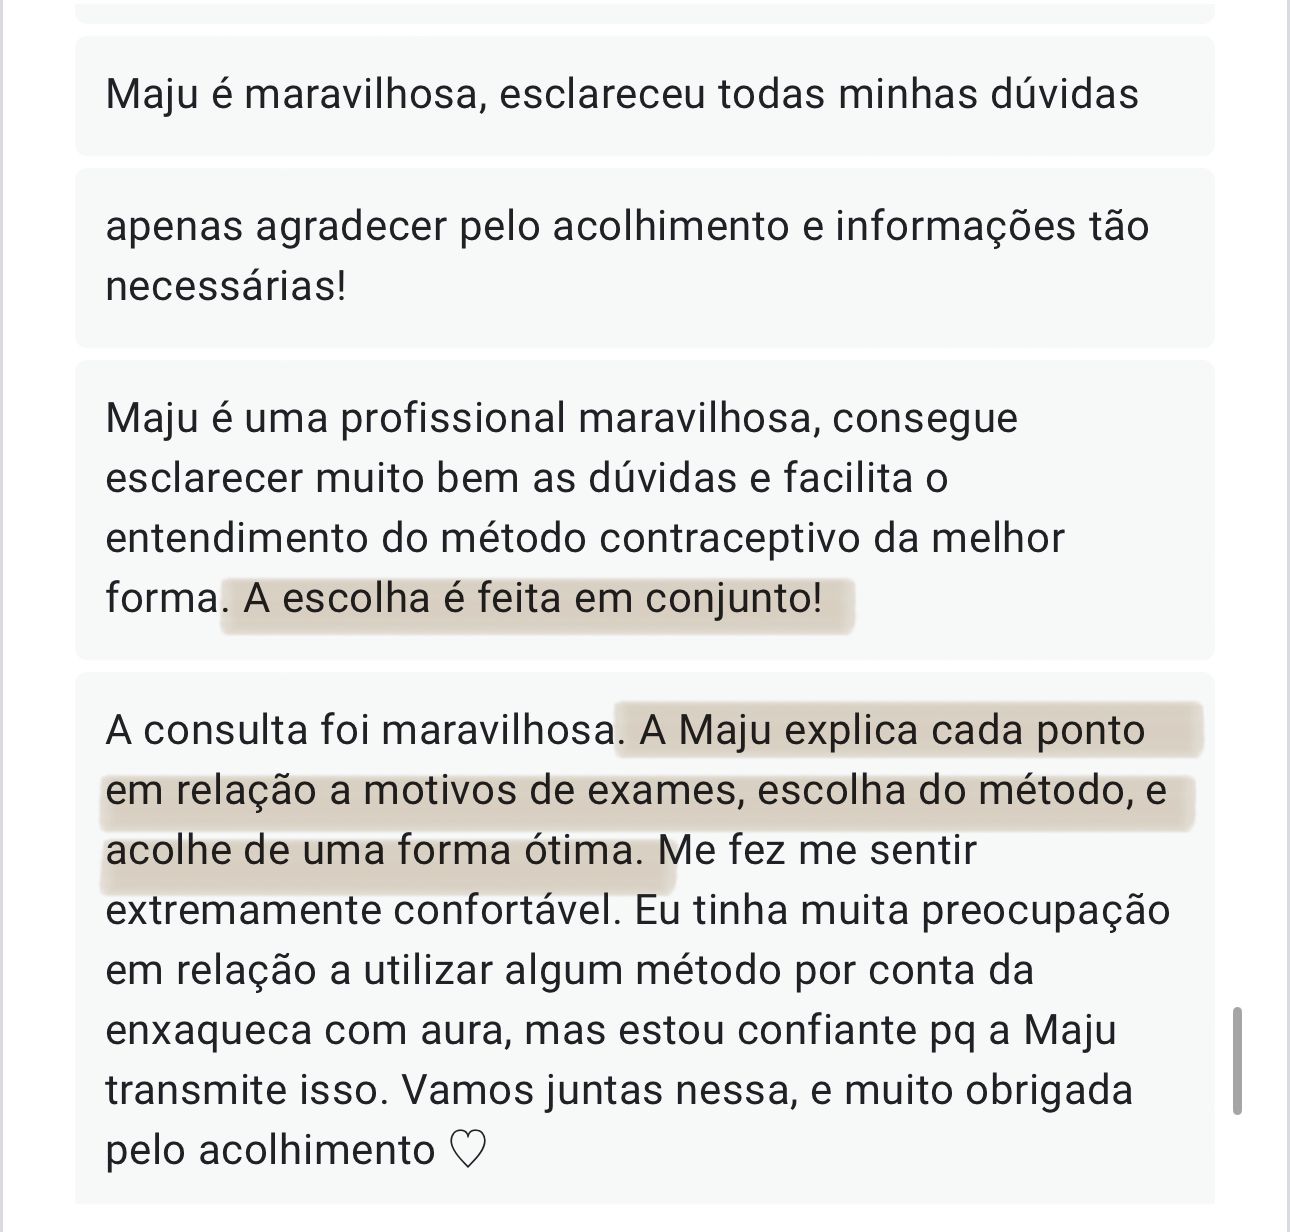 Maju é maravilhosa, esclareceu todas minhas dúvidas
apenas agradecer pelo acolhimento e informações tão
necessárias!
Maju é uma profissional maravilhosa, consegue
esclarecer muito bem as dúvidas e facilita o
entendimento do método contraceptivo da melhor
forma. A escolha é feita em conjunto!
A consulta foi maravilhosa. A Maju explica cada ponto
em relação a motivos de exames, escolha do método, e
acolhe de uma forma ótima. Me fez me sentir
extremamente confortável. Eu tinha muita preocupação
em relação a utilizar algum método por conta da
enxaqueca com aura, mas estou confiante pq a Maju
transmite isso. Vamos juntas nessa, e muito obrigada
pelo acolhimento ♡